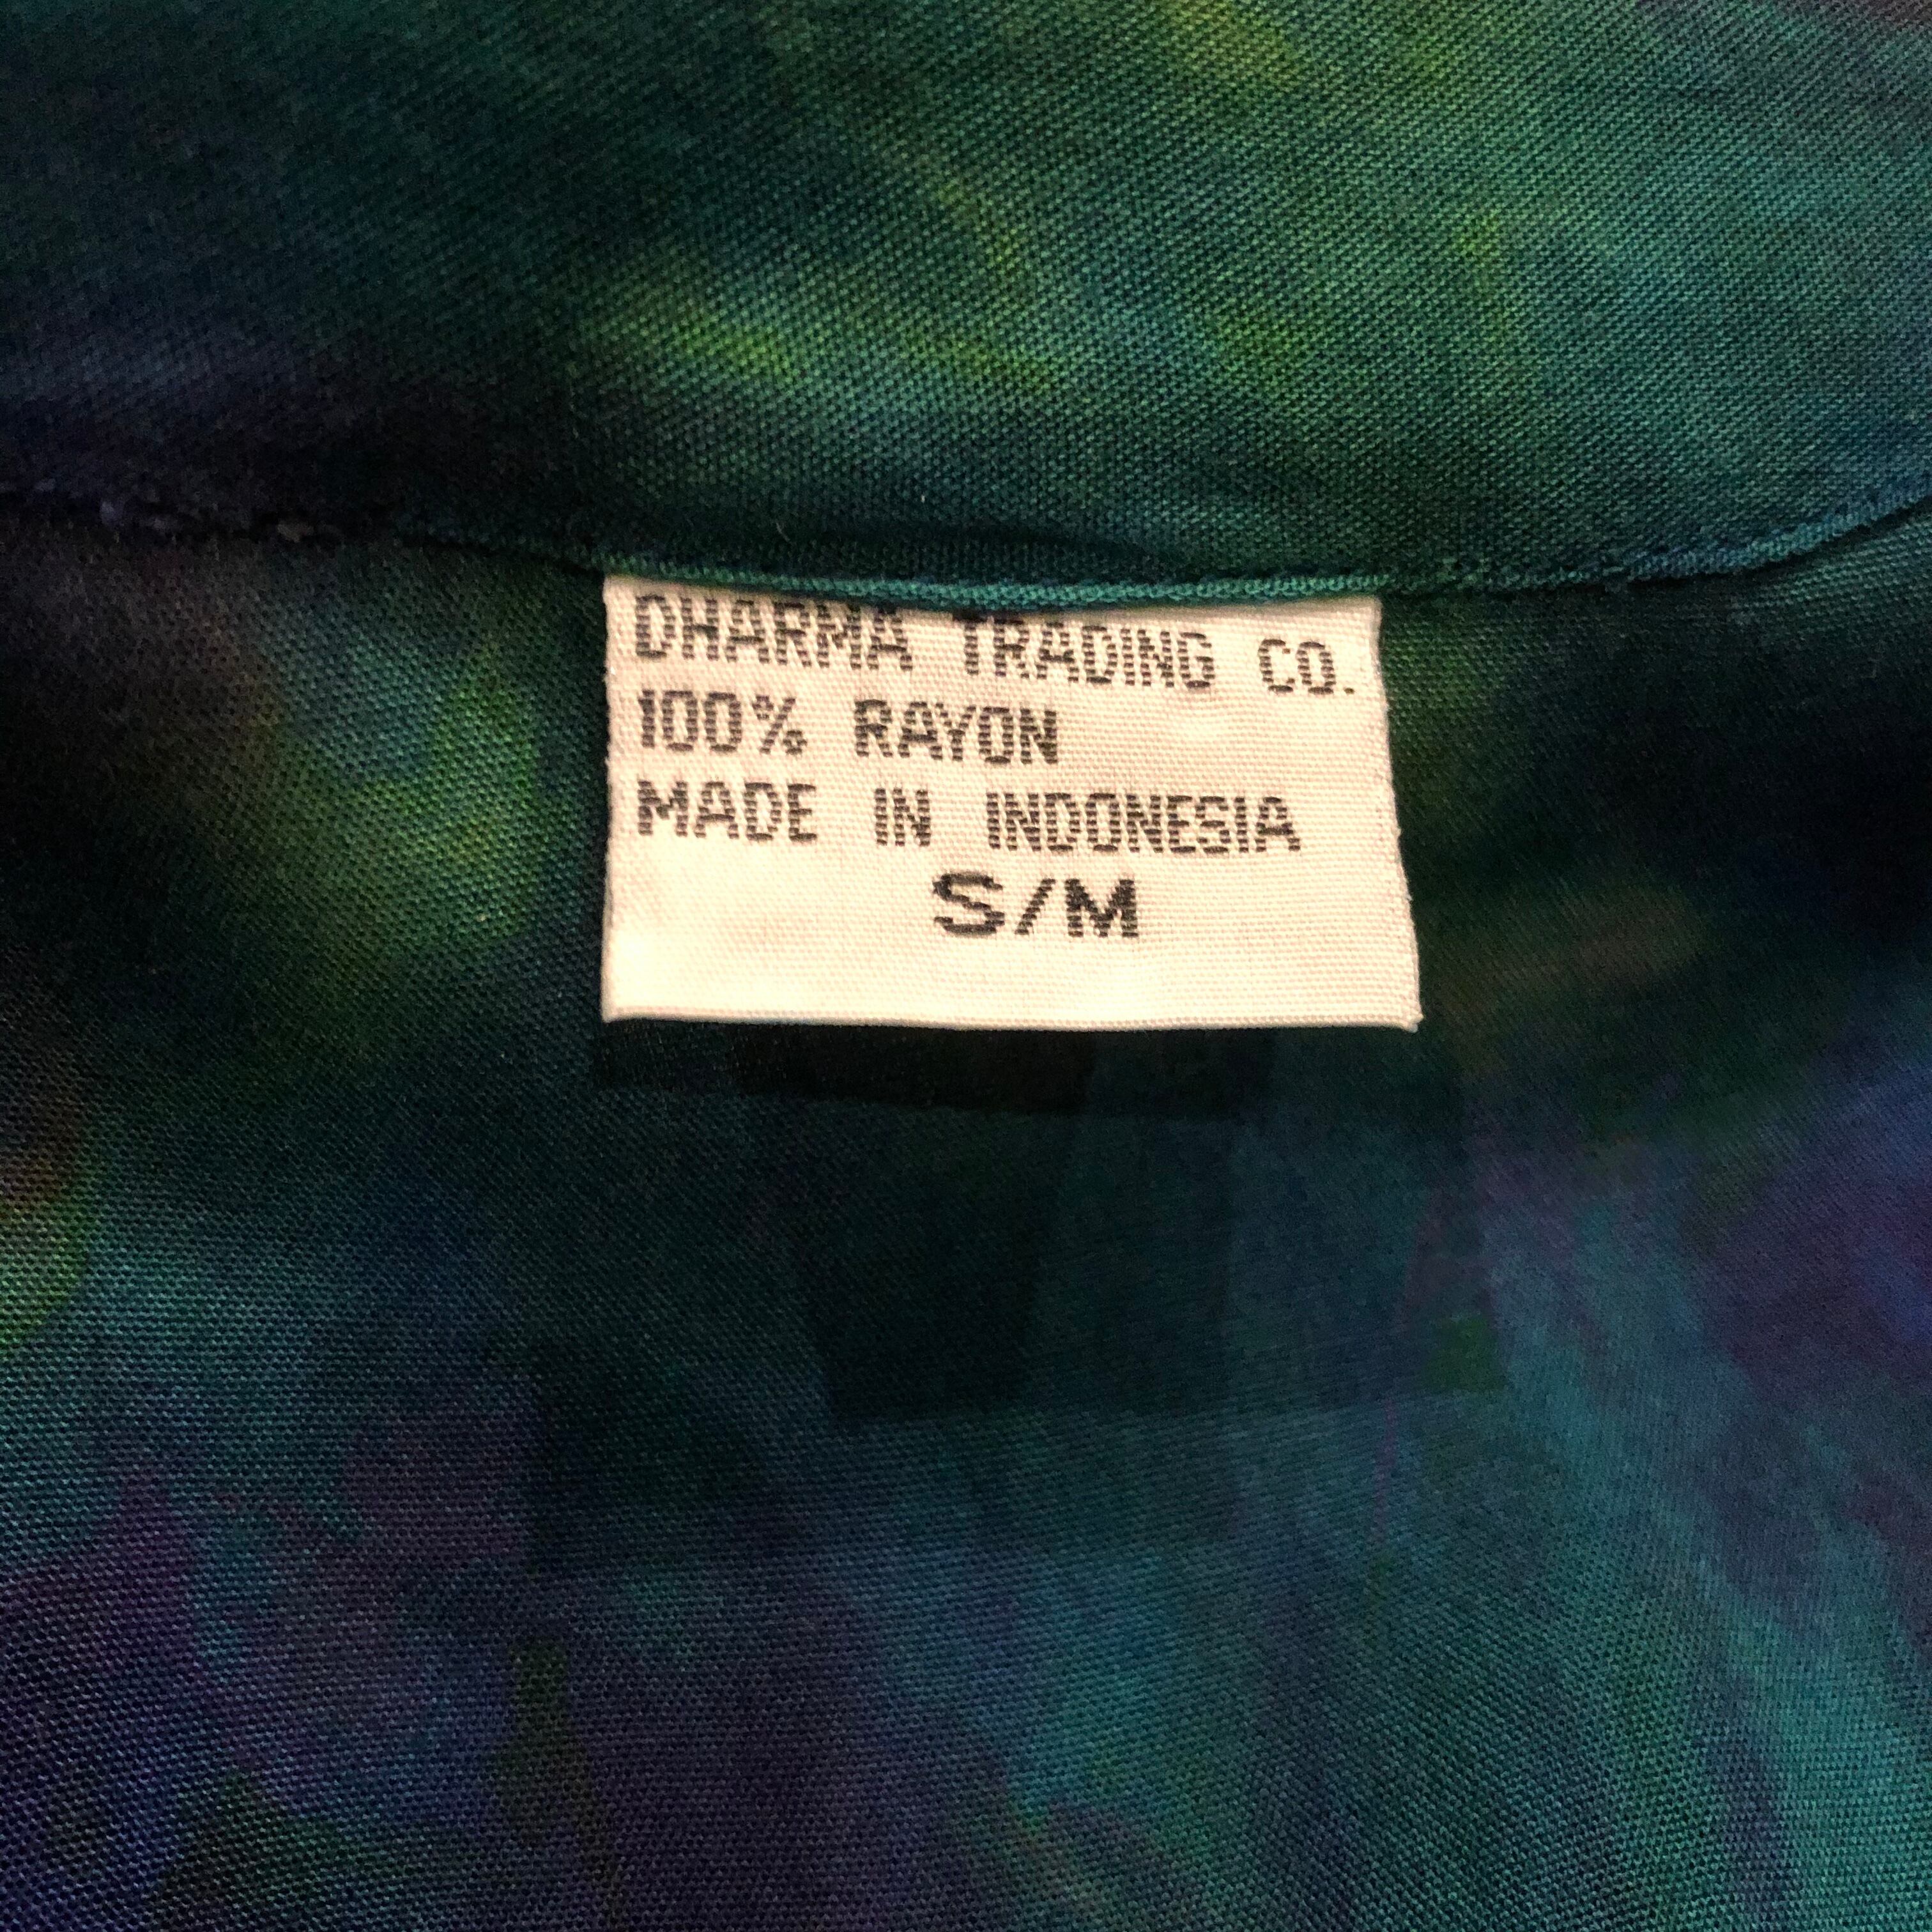 DHARMA TRADING CO.
100% RAYON
MADE IN INDONESIA
S/M